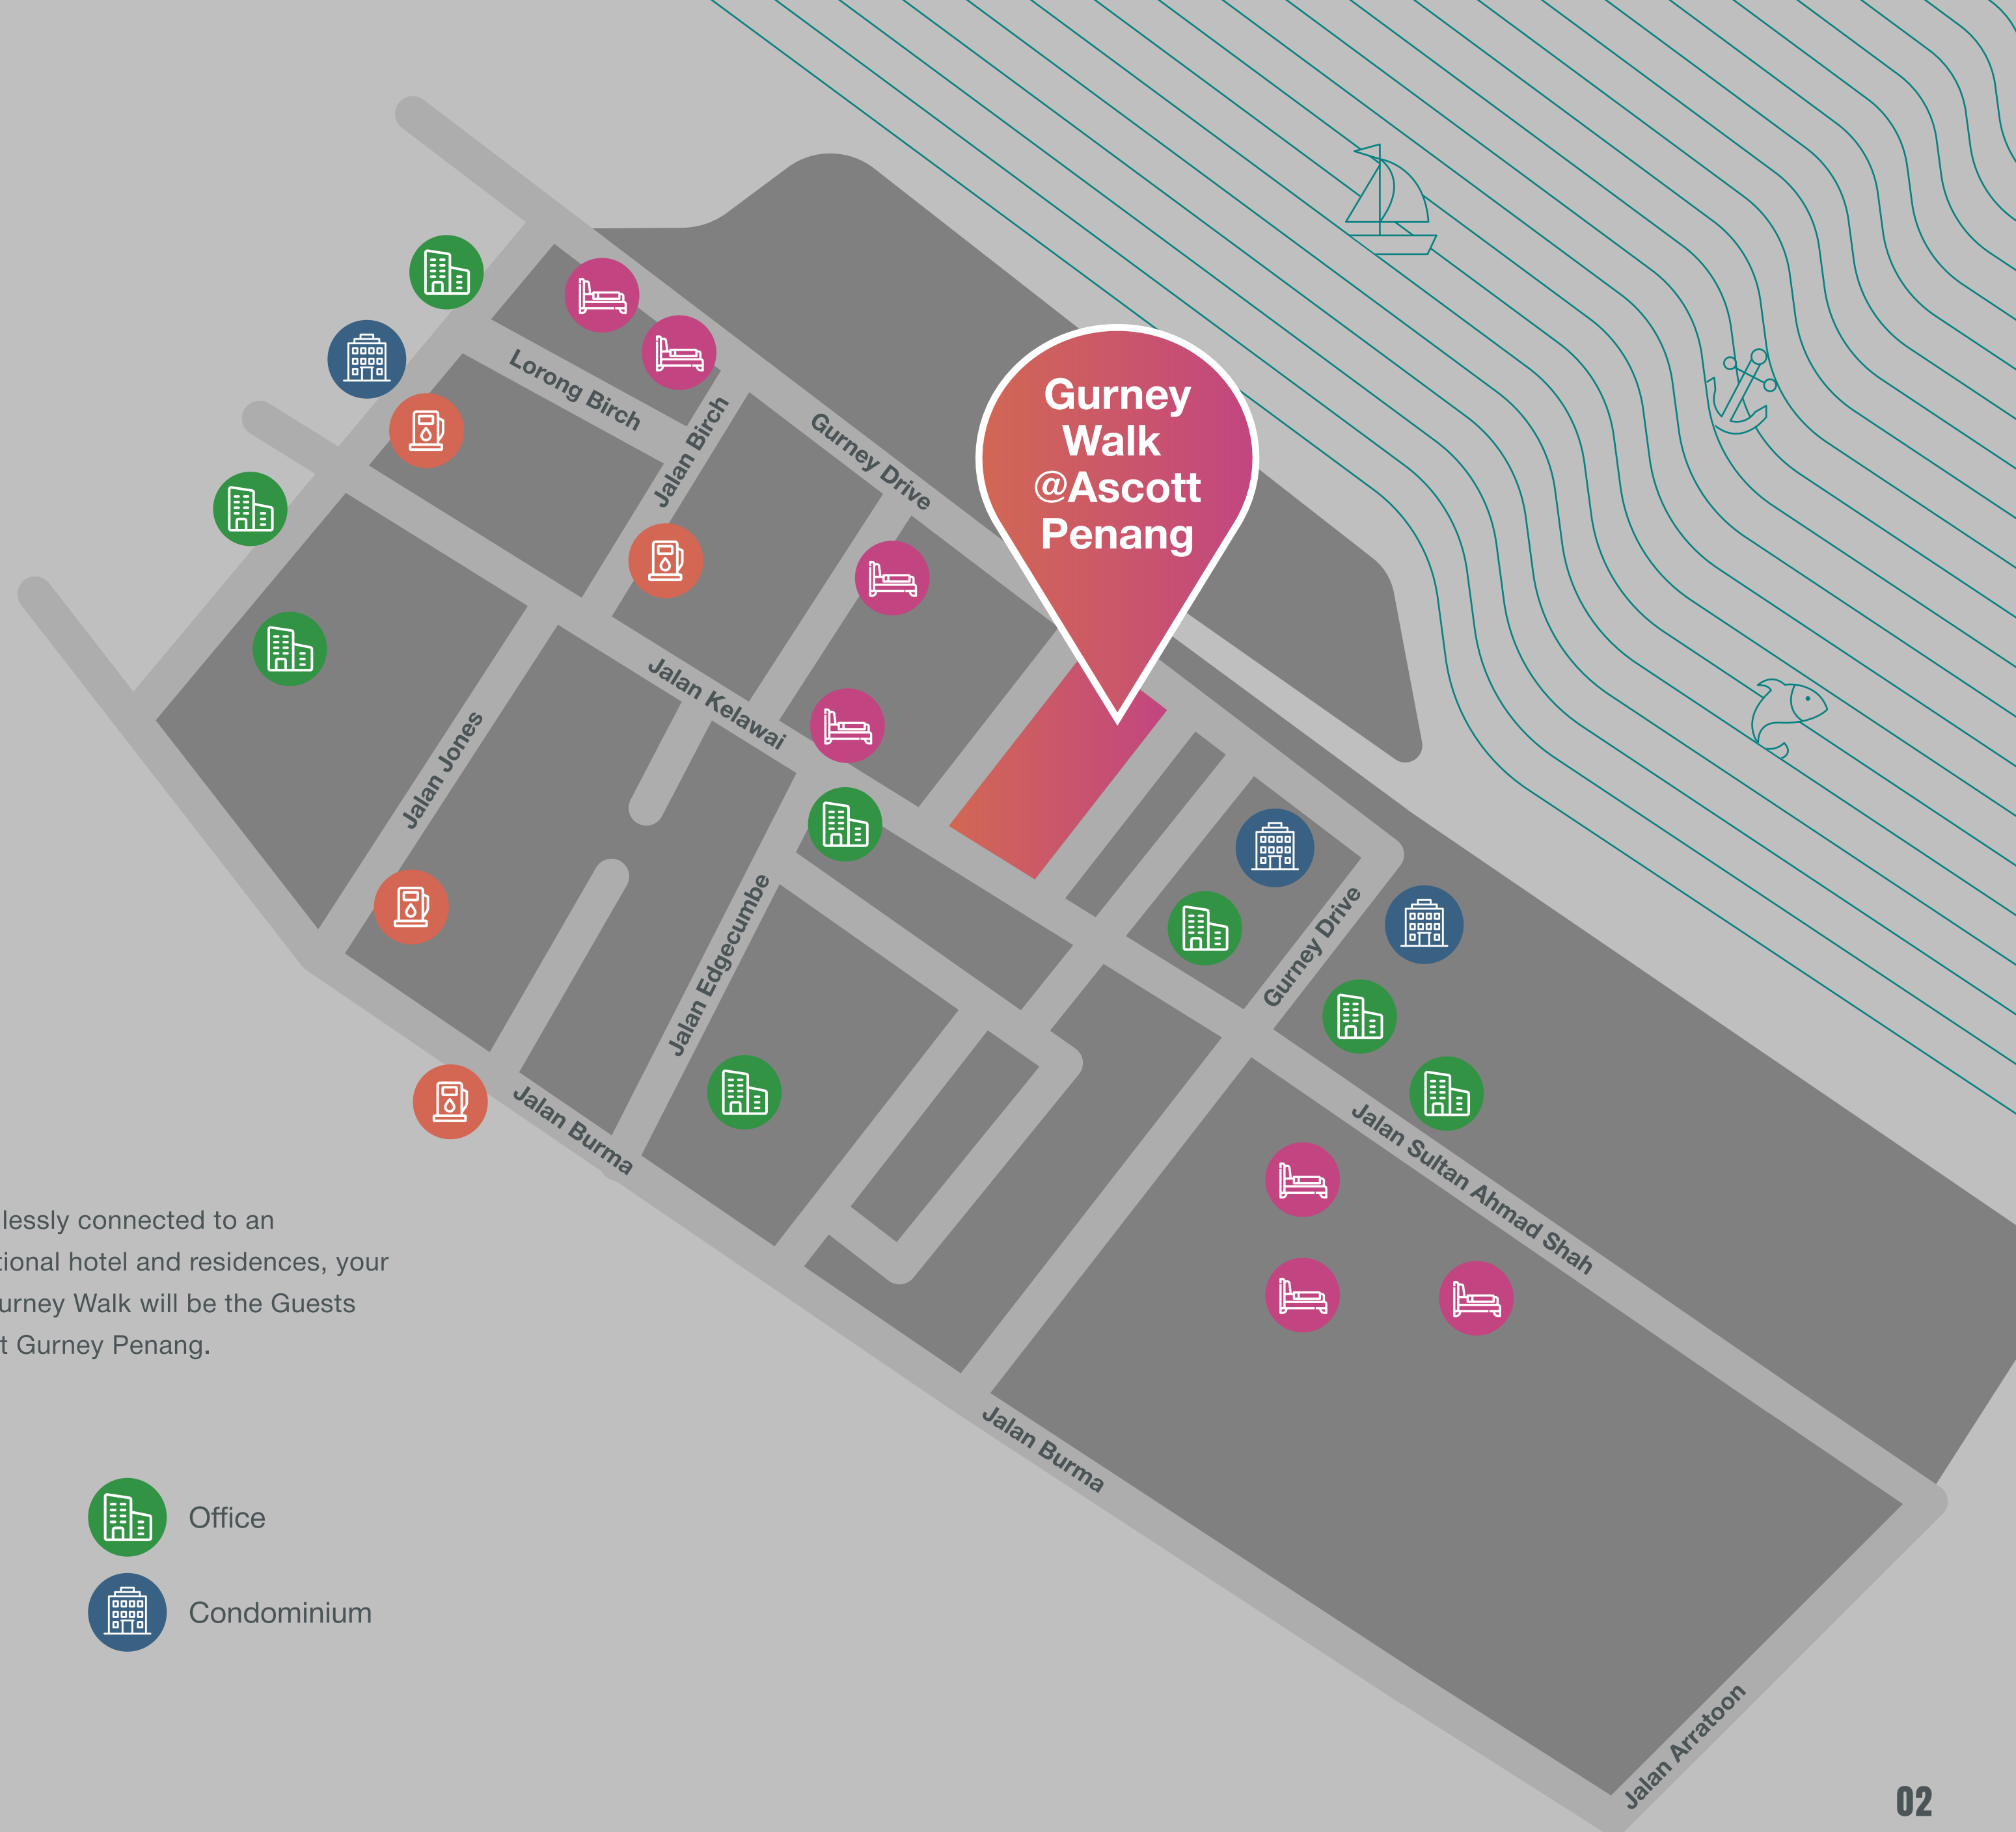 Gurney
Walk
@Ascott
Penang
Lorong Birch
Jalan Birch
Gurney Drive
Jalan Kelawai
Jalan Jones
Jalan Edgecumbe
Gurney Drive
Jalan Burma
Jalan Sultan Ahmad Shah
Jalan Burma
Jalan Arratoon
lessly connected to an
tional hotel and residences, your
urney Walk will be the Guests
t Gurney Penang.
Office
Condominium
02